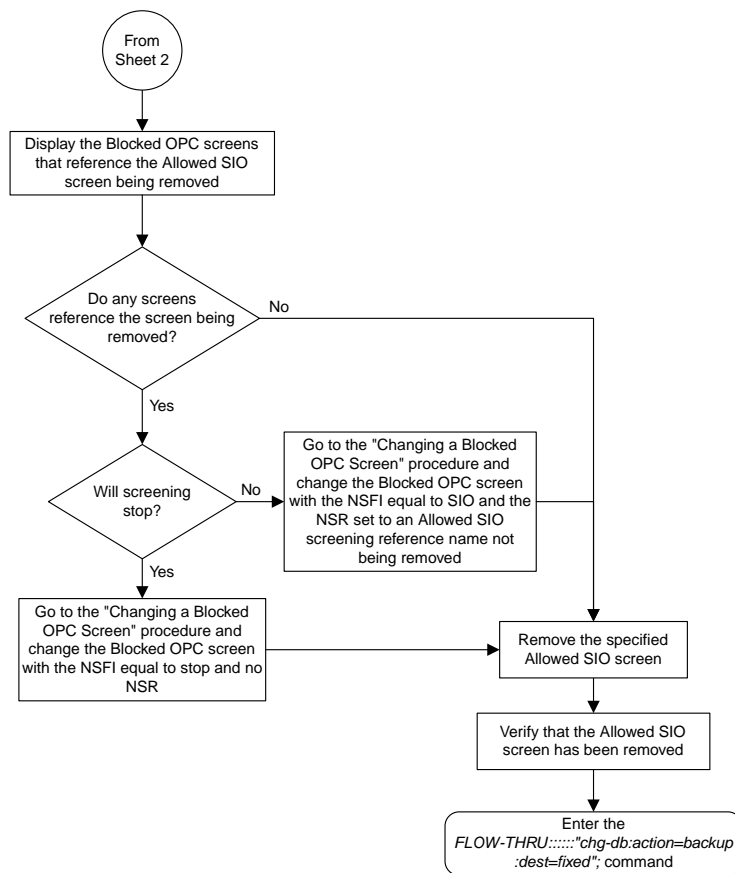 From
Sheet 2
Display the Blocked OPC screens
that reference the Allowed SIO
screen being removed
Do any screens
reference the screen being
removed?
No
Yes
Will screening
stop?
No
Go to the "Changing a Blocked
OPC Screen" procedure and
change the Blocked OPC screen
with the NSFI equal to SIO and the
NSR set to an Allowed SIO
screening reference name not
being removed
Yes
Go to the "Changing a Blocked
OPC Screen" procedure and
change the Blocked OPC screen
with the NSFI equal to stop and no
NSR
Remove the specified
Allowed SIO screen
Verify that the Allowed SIO
screen has been removed
Enter the
FLOW-THRU::::::"chg-db:action=backup
:dest=fixed"; command